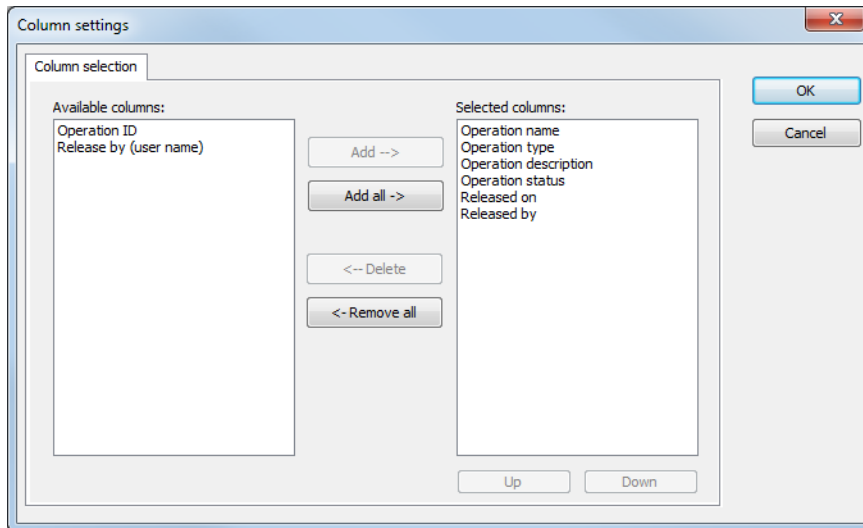 Column settings
Column selection
Available columns:
Operation ID
Release by (user name)
Add -->
Add all ->
<-- Delete
<- Remove all
Selected columns:
Operation name
Operation type
Operation description
Operation status
Released on
Released by
Up
Down
OK
Cancel